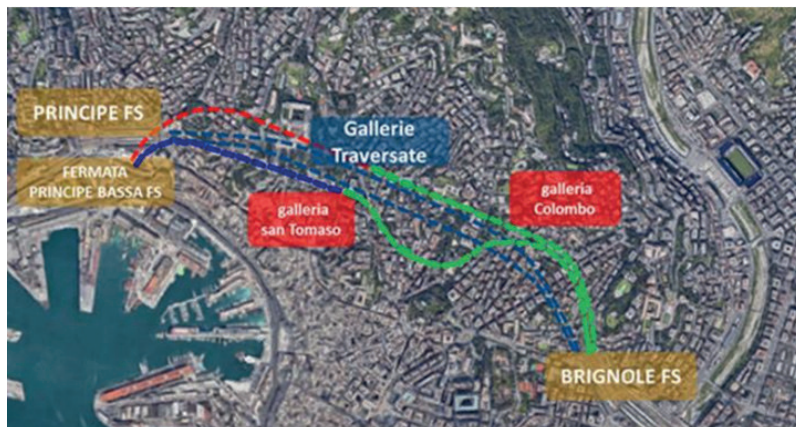 PRINCIPE FS
Gallerie
Traversate
FERMATA
PRINCIPE BASSA FS
galleria
Colombo
galleria
san Tomaso
BRIGNOLE FS